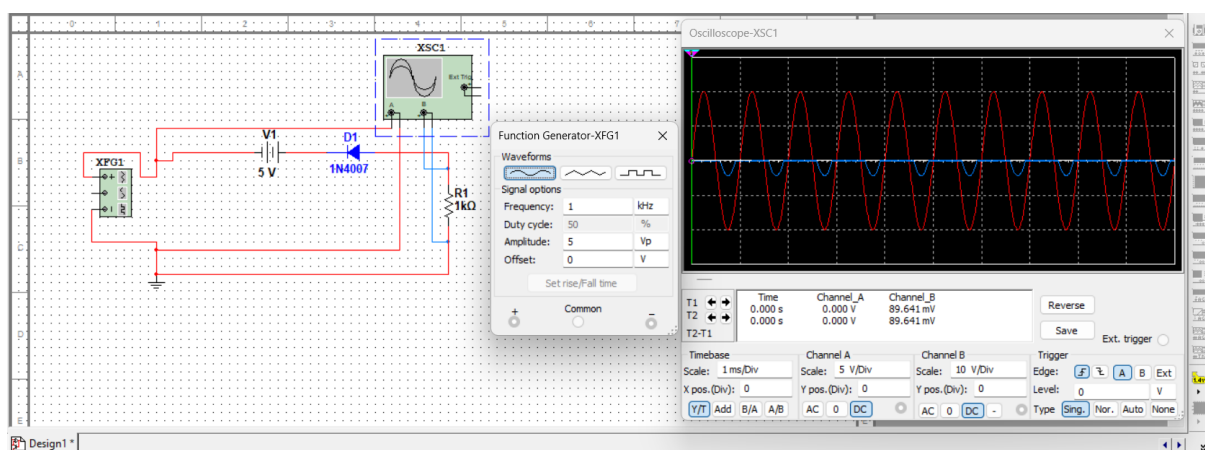 0 5 7
A
B
C
D
E
XSC1
Ext Trig
A B
V1
5 V
D1
1N4007
XFG1
R1
1kΩ
Function Generator-XFG1
Waveforms
Signal options
Frequency: 1 kHz
Duty cycle: 50 %
Amplitude: 5 Vp
Offset: 0 V
Set rise/Fall time
+ Common −
Oscilloscope-XSC1
Time Channel_A Channel_B
T1 0.000 s 0.000 V 89.641 mV
T2 0.000 s 0.000 V 89.641 mV
T2-T1
Reverse
Save
Ext. trigger
Timebase
Scale: 1 ms/Div
X pos.(Div): 0
Y/T Add B/A A/B
Channel A
Scale: 5 V/Div
Y pos.(Div): 0
AC 0 DC
Channel B
Scale: 10 V/Div
Y pos.(Div): 0
AC 0 DC -
Trigger
Edge: A B Ext
Level: 0 V
Type Sing. Nor. Auto None
Design1 *